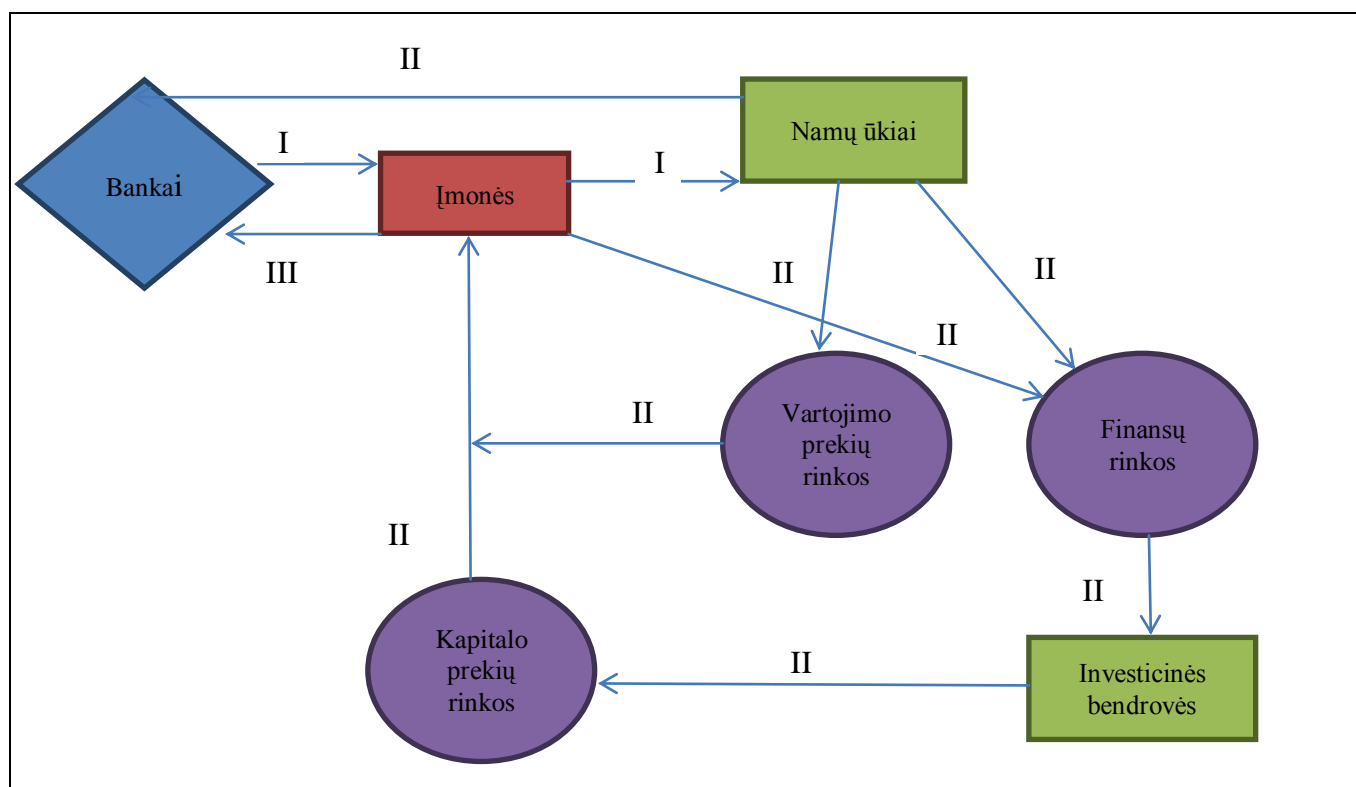 II
Namų ūkiai
I
I
Bankai
Įmonės
III
II
II
II
Vartojimo
prekių
rinkos
Finansų
rinkos
II
II
II
Kapitalo
prekių
rinkos
II
Investicinės
bendrovės